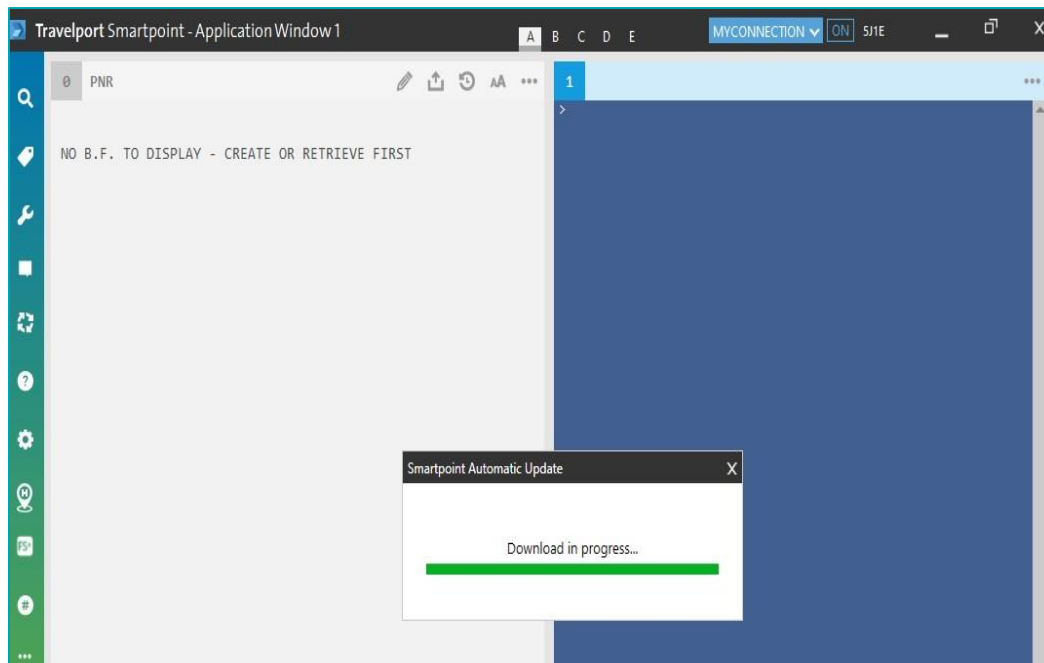 Travelport Smartpoint - Application Window 1
A B C D E
MYCONNECTION ON 5J1E
0 PNR
AA
1
>
NO B.F. TO DISPLAY - CREATE OR RETRIEVE FIRST
?
H
FS+
#
Smartpoint Automatic Update X
Download in progress...